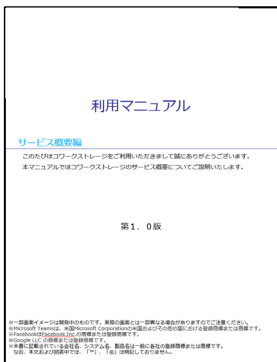 利用マニュアル
サービス概要編
このたびはコワークストレージをご利用いただきまして誠にありがとうございます。
本マニュアルではコワークストレージのサービス概要についてご説明いたします。
第1．0版
※一部画面イメージは開発中のものです。実際の画面とは一部異なる場合がありますのでご注意ください。
※Microsoft Teamsは、米国Microsoft Corporationの米国およびその他の国における登録商標または商標です。
※FacebookはFacebook,Inc.の商標または登録商標です。
※Google LLC の商標または登録商標です。
※本書に記載されている会社名、システム名、製品名は一般に各社の登録商標または商標です。
なお、本文および図表中では、「™」、「®」は明記しておりません。